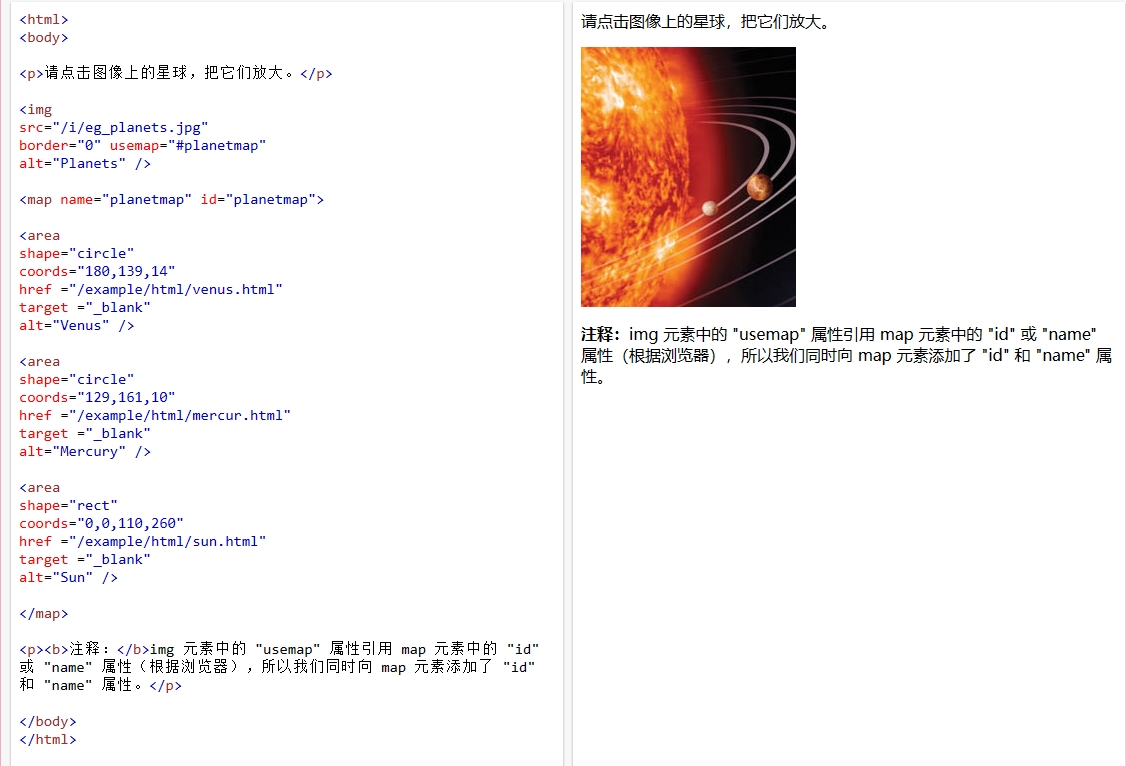 <html>
<body>
<p>请点击图像上的星球，把它们放大。</p>
<img
src="/i/eg_planets.jpg"
border="0" usemap="#planetmap"
alt="Planets" />
<map name="planetmap" id="planetmap">
<area
shape="circle"
coords="180,139,14"
href ="/example/html/venus.html"
target ="_blank"
alt="Venus" />
<area
shape="circle"
coords="129,161,10"
href ="/example/html/mercur.html"
target ="_blank"
alt="Mercury" />
<area
shape="rect"
coords="0,0,110,260"
href ="/example/html/sun.html"
target ="_blank"
alt="Sun" />
</map>
<p><b>注释：</b>img 元素中的 "usemap" 属性引用 map 元素中的 "id"
或 "name" 属性（根据浏览器），所以我们同时向 map 元素添加了 "id"
和 "name" 属性。</p>
</body>
</html>
请点击图像上的星球，把它们放大。
注释：img 元素中的 "usemap" 属性引用 map 元素中的 "id" 或 "name"
属性（根据浏览器），所以我们同时向 map 元素添加了 "id" 和 "name" 属
性。